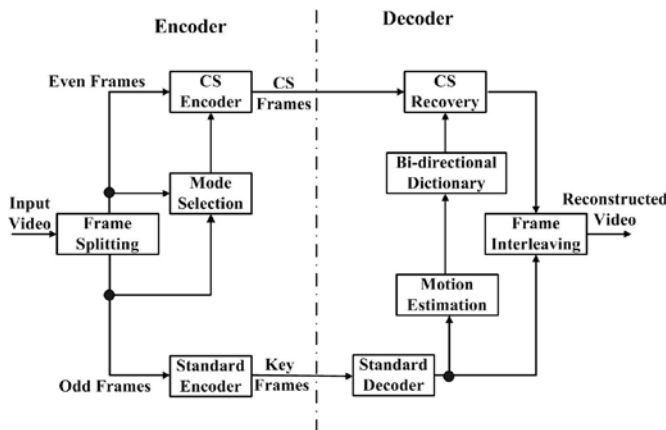 Encoder
Decoder
Even Frames
CS
Encoder
CS
Frames
CS
Recovery
Mode
Selection
Bi-directional
Dictionary
Input
Video
Frame
Splitting
Reconstructed
Video
Frame
Interleaving
Motion
Estimation
Odd Frames
Standard
Encoder
Key
Frames
Standard
Decoder